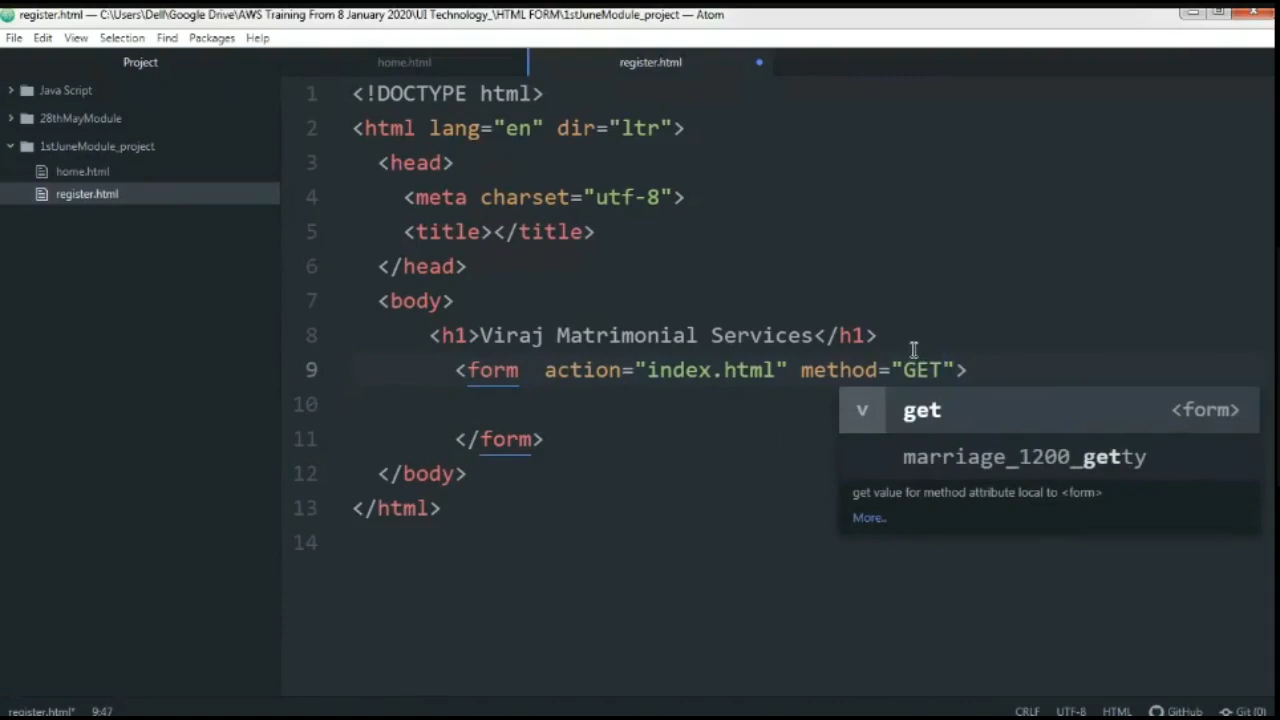 register.html — C:\Users\Dell\Google Drive\AWS Training From 8 January 2020\UI Technology_\HTML FORM\1stJuneModule_project — Atom
File Edit View Selection Find Packages Help
Project
home.html
register.html
Java Script
28thMayModule
1stJuneModule_project
home.html
register.html
1 <!DOCTYPE html>
2 <html lang="en" dir="ltr">
3 <head>
4 <meta charset="utf-8">
5 <title></title>
6 </head>
7 <body>
8 <h1>Viraj Matrimonial Services</h1>
9 <form  action="index.html" method="GET">
10
11 </form>
12 </body>
13 </html>
14
v get <form>
marriage_1200_getty
get value for method attribute local to <form>
More..
register.html* 9:47 CRLF UTF-8 HTML GitHub Git (0)